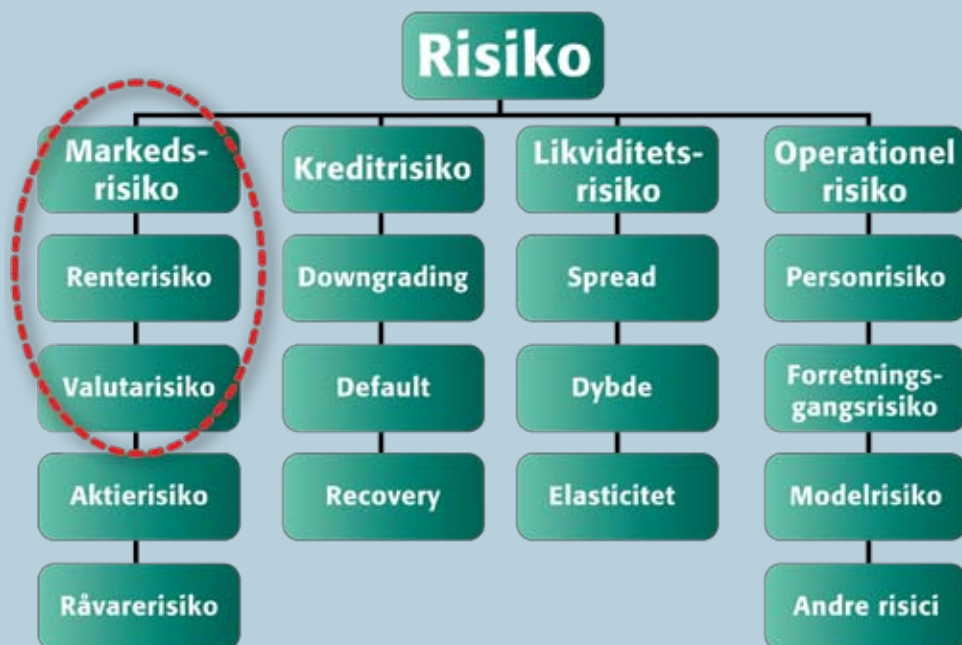 Risiko
Markeds-
risiko
Kreditrisiko
Likviditets-
risiko
Operationel
risiko
Renterisiko
Downgrading
Spread
Personrisiko
Valutarisiko
Default
Dybde
Forretnings-
gangsrisiko
Aktierisiko
Recovery
Elasticitet
Modelrisiko
Råvarerisiko
Andre risici